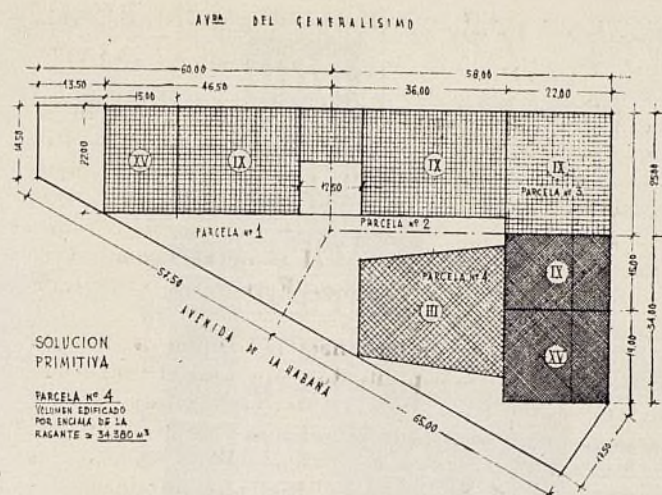 AVDA DEL GENERALISIMO
60,00
58,00
13.50
46,50
36,00
22,00
15,00
14.50
22.00
XV
IX
12.50
IX
IX
PARCELA Nº 3
25.00
PARCELA Nº 1
PARCELA Nº 2
PARCELA Nº 4
IX
15,00
34.00
57.50
AVENIDA DE LA HABANA
III
XV
19,00
65,00
SOLUCION
PRIMITIVA
PARCELA Nº 4
VOLUMEN EDIFICADO
POR ENCIMA DE LA
RASANTE = 34.380 M³